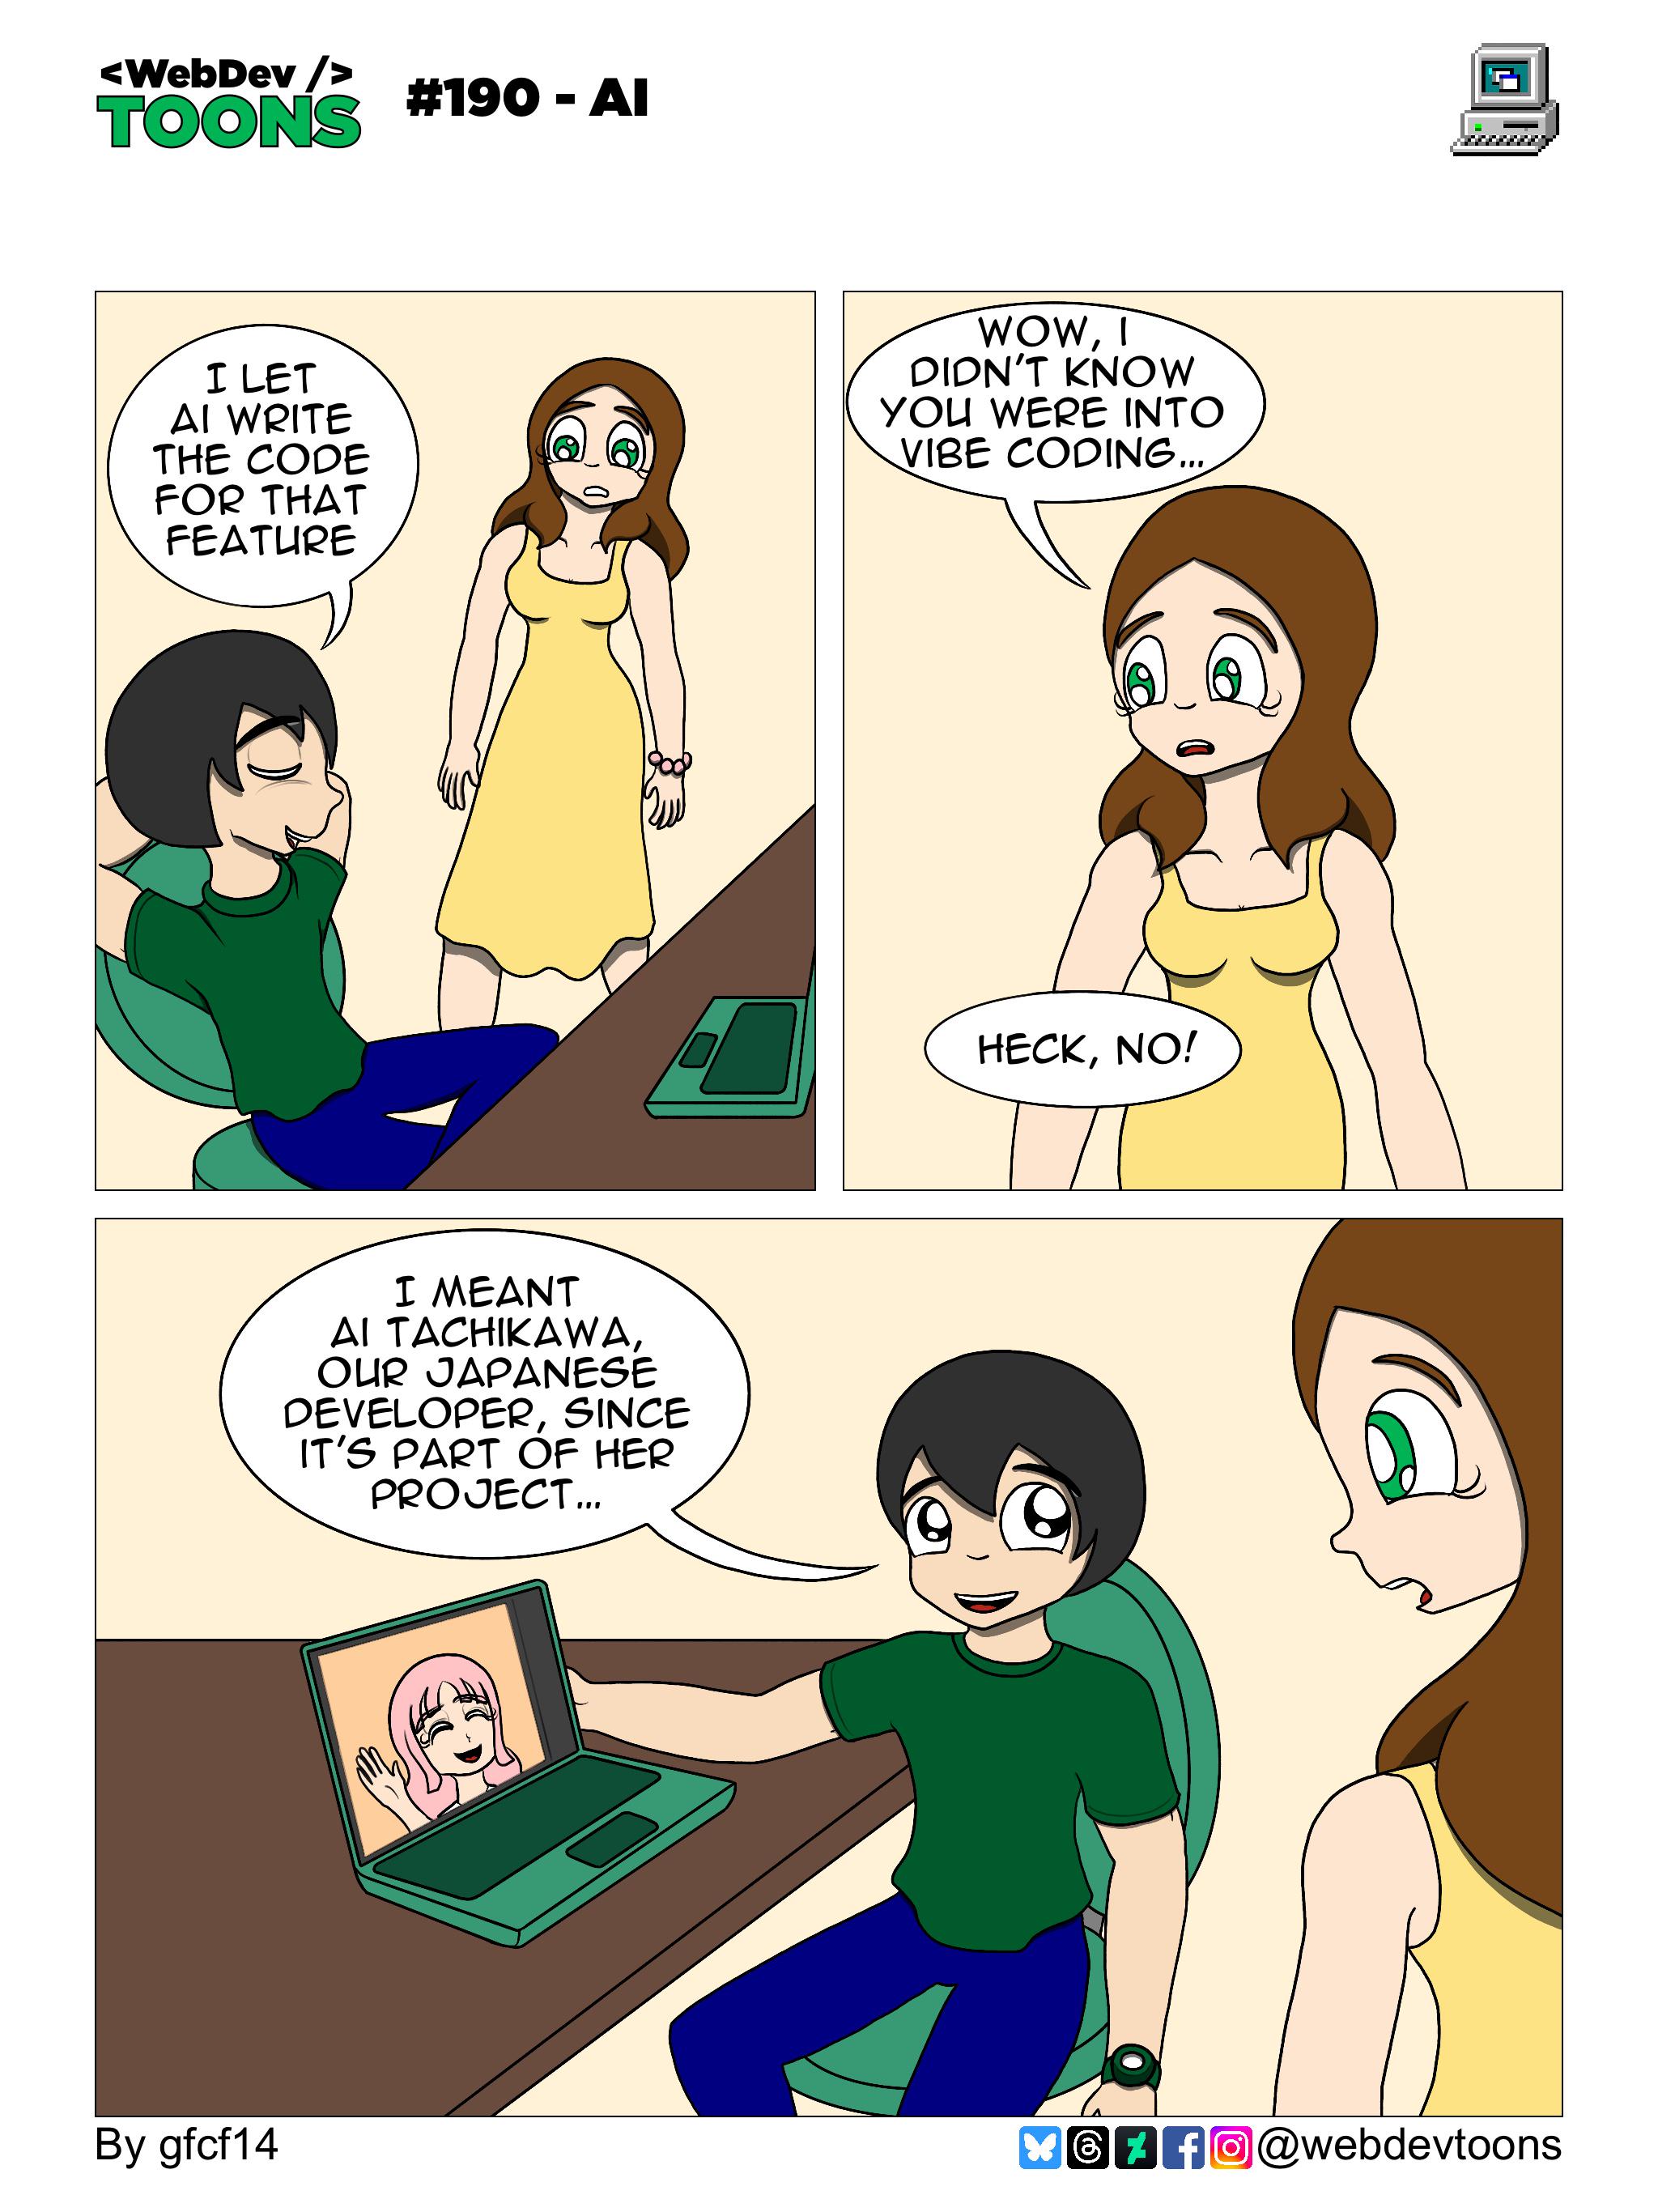 <WebDev />
TOONS
#190 - AI
I LET
AI WRITE
THE CODE
FOR THAT
FEATURE
WOW, I
DIDN'T KNOW
YOU WERE INTO
VIBE CODING...
HECK, NO!
I MEANT
AI TACHIKAWA,
OUR JAPANESE
DEVELOPER, SINCE
IT'S PART OF HER
PROJECT...
By gfcf14
@webdevtoons